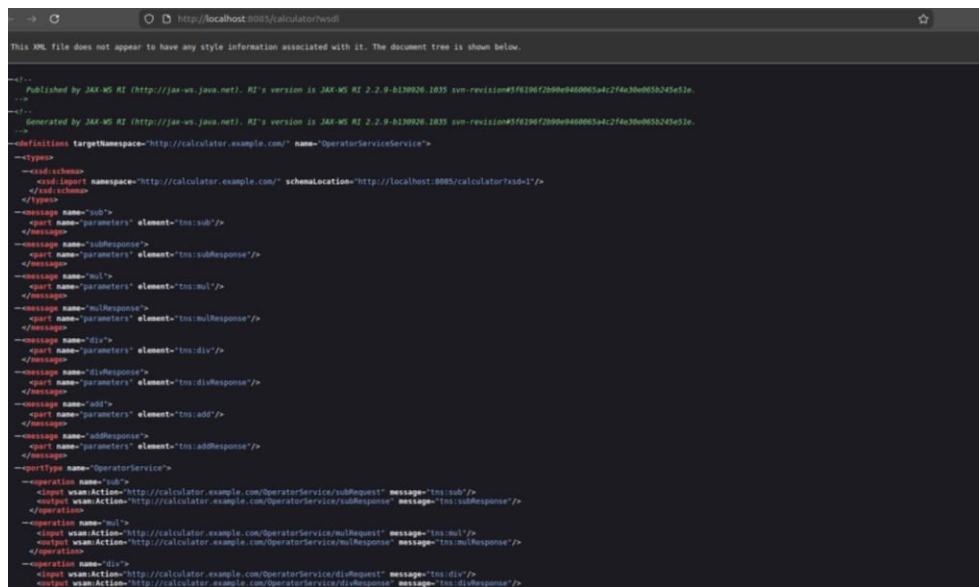 http://localhost:8085/calculator?wsdl
This XML file does not appear to have any style information associated with it. The document tree is shown below.
—<!--
Published by JAX-WS RI (http://jax-ws.java.net). RI's version is JAX-WS RI 2.2.9-b130926.1035 svn-revision#5f6196f2b90e9460065a4c2f4e30e065b245e51e.
-->
—<!--
Generated by JAX-WS RI (http://jax-ws.java.net). RI's version is JAX-WS RI 2.2.9-b130926.1035 svn-revision#5f6196f2b90e9460065a4c2f4e30e065b245e51e.
-->
—<definitions targetNamespace="http://calculator.example.com/" name="OperatorServiceService">
—<types>
—<xsd:schema>
<xsd:import namespace="http://calculator.example.com/" schemaLocation="http://localhost:8085/calculator?xsd=1"/>
</xsd:schema>
</types>
—<message name="sub">
<part name="parameters" element="tns:sub"/>
</message>
—<message name="subResponse">
<part name="parameters" element="tns:subResponse"/>
</message>
—<message name="mul">
<part name="parameters" element="tns:mul"/>
</message>
—<message name="mulResponse">
<part name="parameters" element="tns:mulResponse"/>
</message>
—<message name="div">
<part name="parameters" element="tns:div"/>
</message>
—<message name="divResponse">
<part name="parameters" element="tns:divResponse"/>
</message>
—<message name="add">
<part name="parameters" element="tns:add"/>
</message>
—<message name="addResponse">
<part name="parameters" element="tns:addResponse"/>
</message>
—<portType name="OperatorService">
—<operation name="sub">
<input wsam:Action="http://calculator.example.com/OperatorService/subRequest" message="tns:sub"/>
<output wsam:Action="http://calculator.example.com/OperatorService/subResponse" message="tns:subResponse"/>
</operation>
—<operation name="mul">
<input wsam:Action="http://calculator.example.com/OperatorService/mulRequest" message="tns:mul"/>
<output wsam:Action="http://calculator.example.com/OperatorService/mulResponse" message="tns:mulResponse"/>
</operation>
—<operation name="div">
<input wsam:Action="http://calculator.example.com/OperatorService/divRequest" message="tns:div"/>
<output wsam:Action="http://calculator.example.com/OperatorService/divResponse" message="tns:divResponse"/>